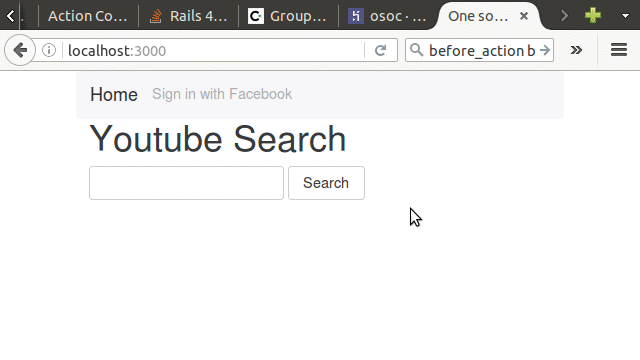 Action Co... Rails 4... Group... osoc · ... One so...
localhost:3000 before_action b
Home Sign in with Facebook
Youtube Search
Search